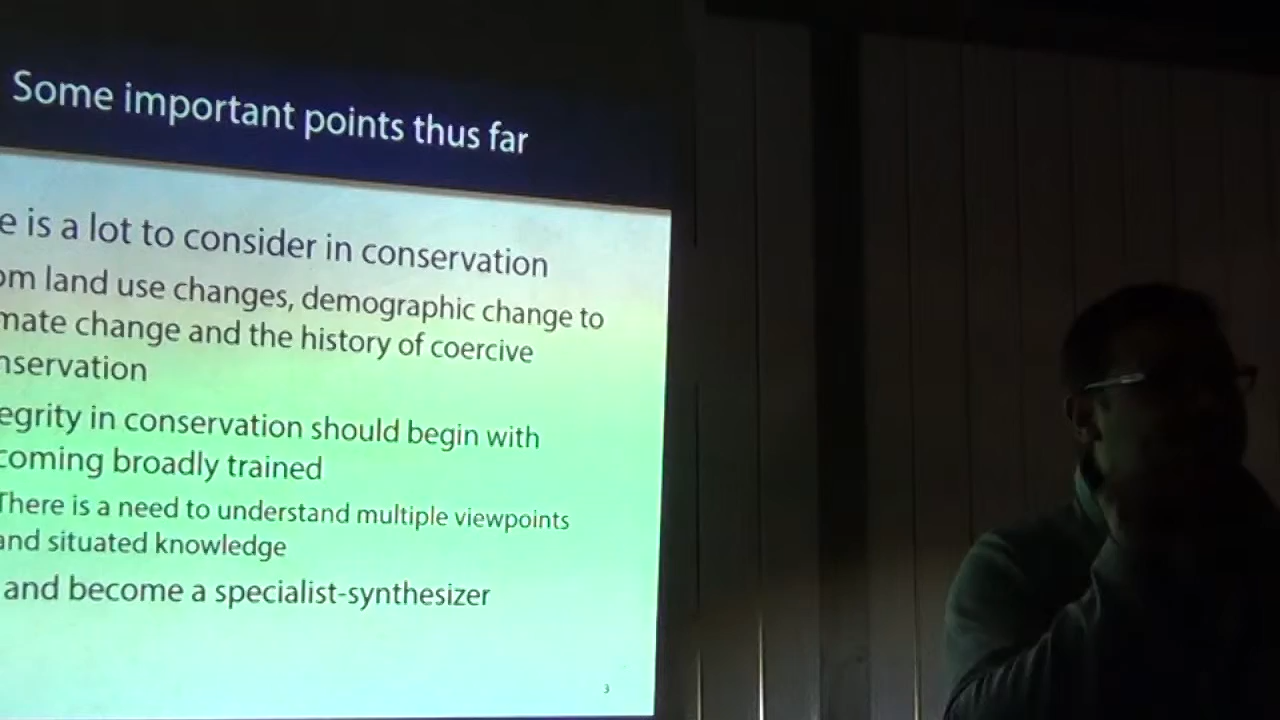 Some important points thus far
e is a lot to consider in conservation
om land use changes, demographic change to
mate change and the history of coercive
nservation
egrity in conservation should begin with
coming broadly trained
There is a need to understand multiple viewpoints
and situated knowledge
and become a specialist-synthesizer
3